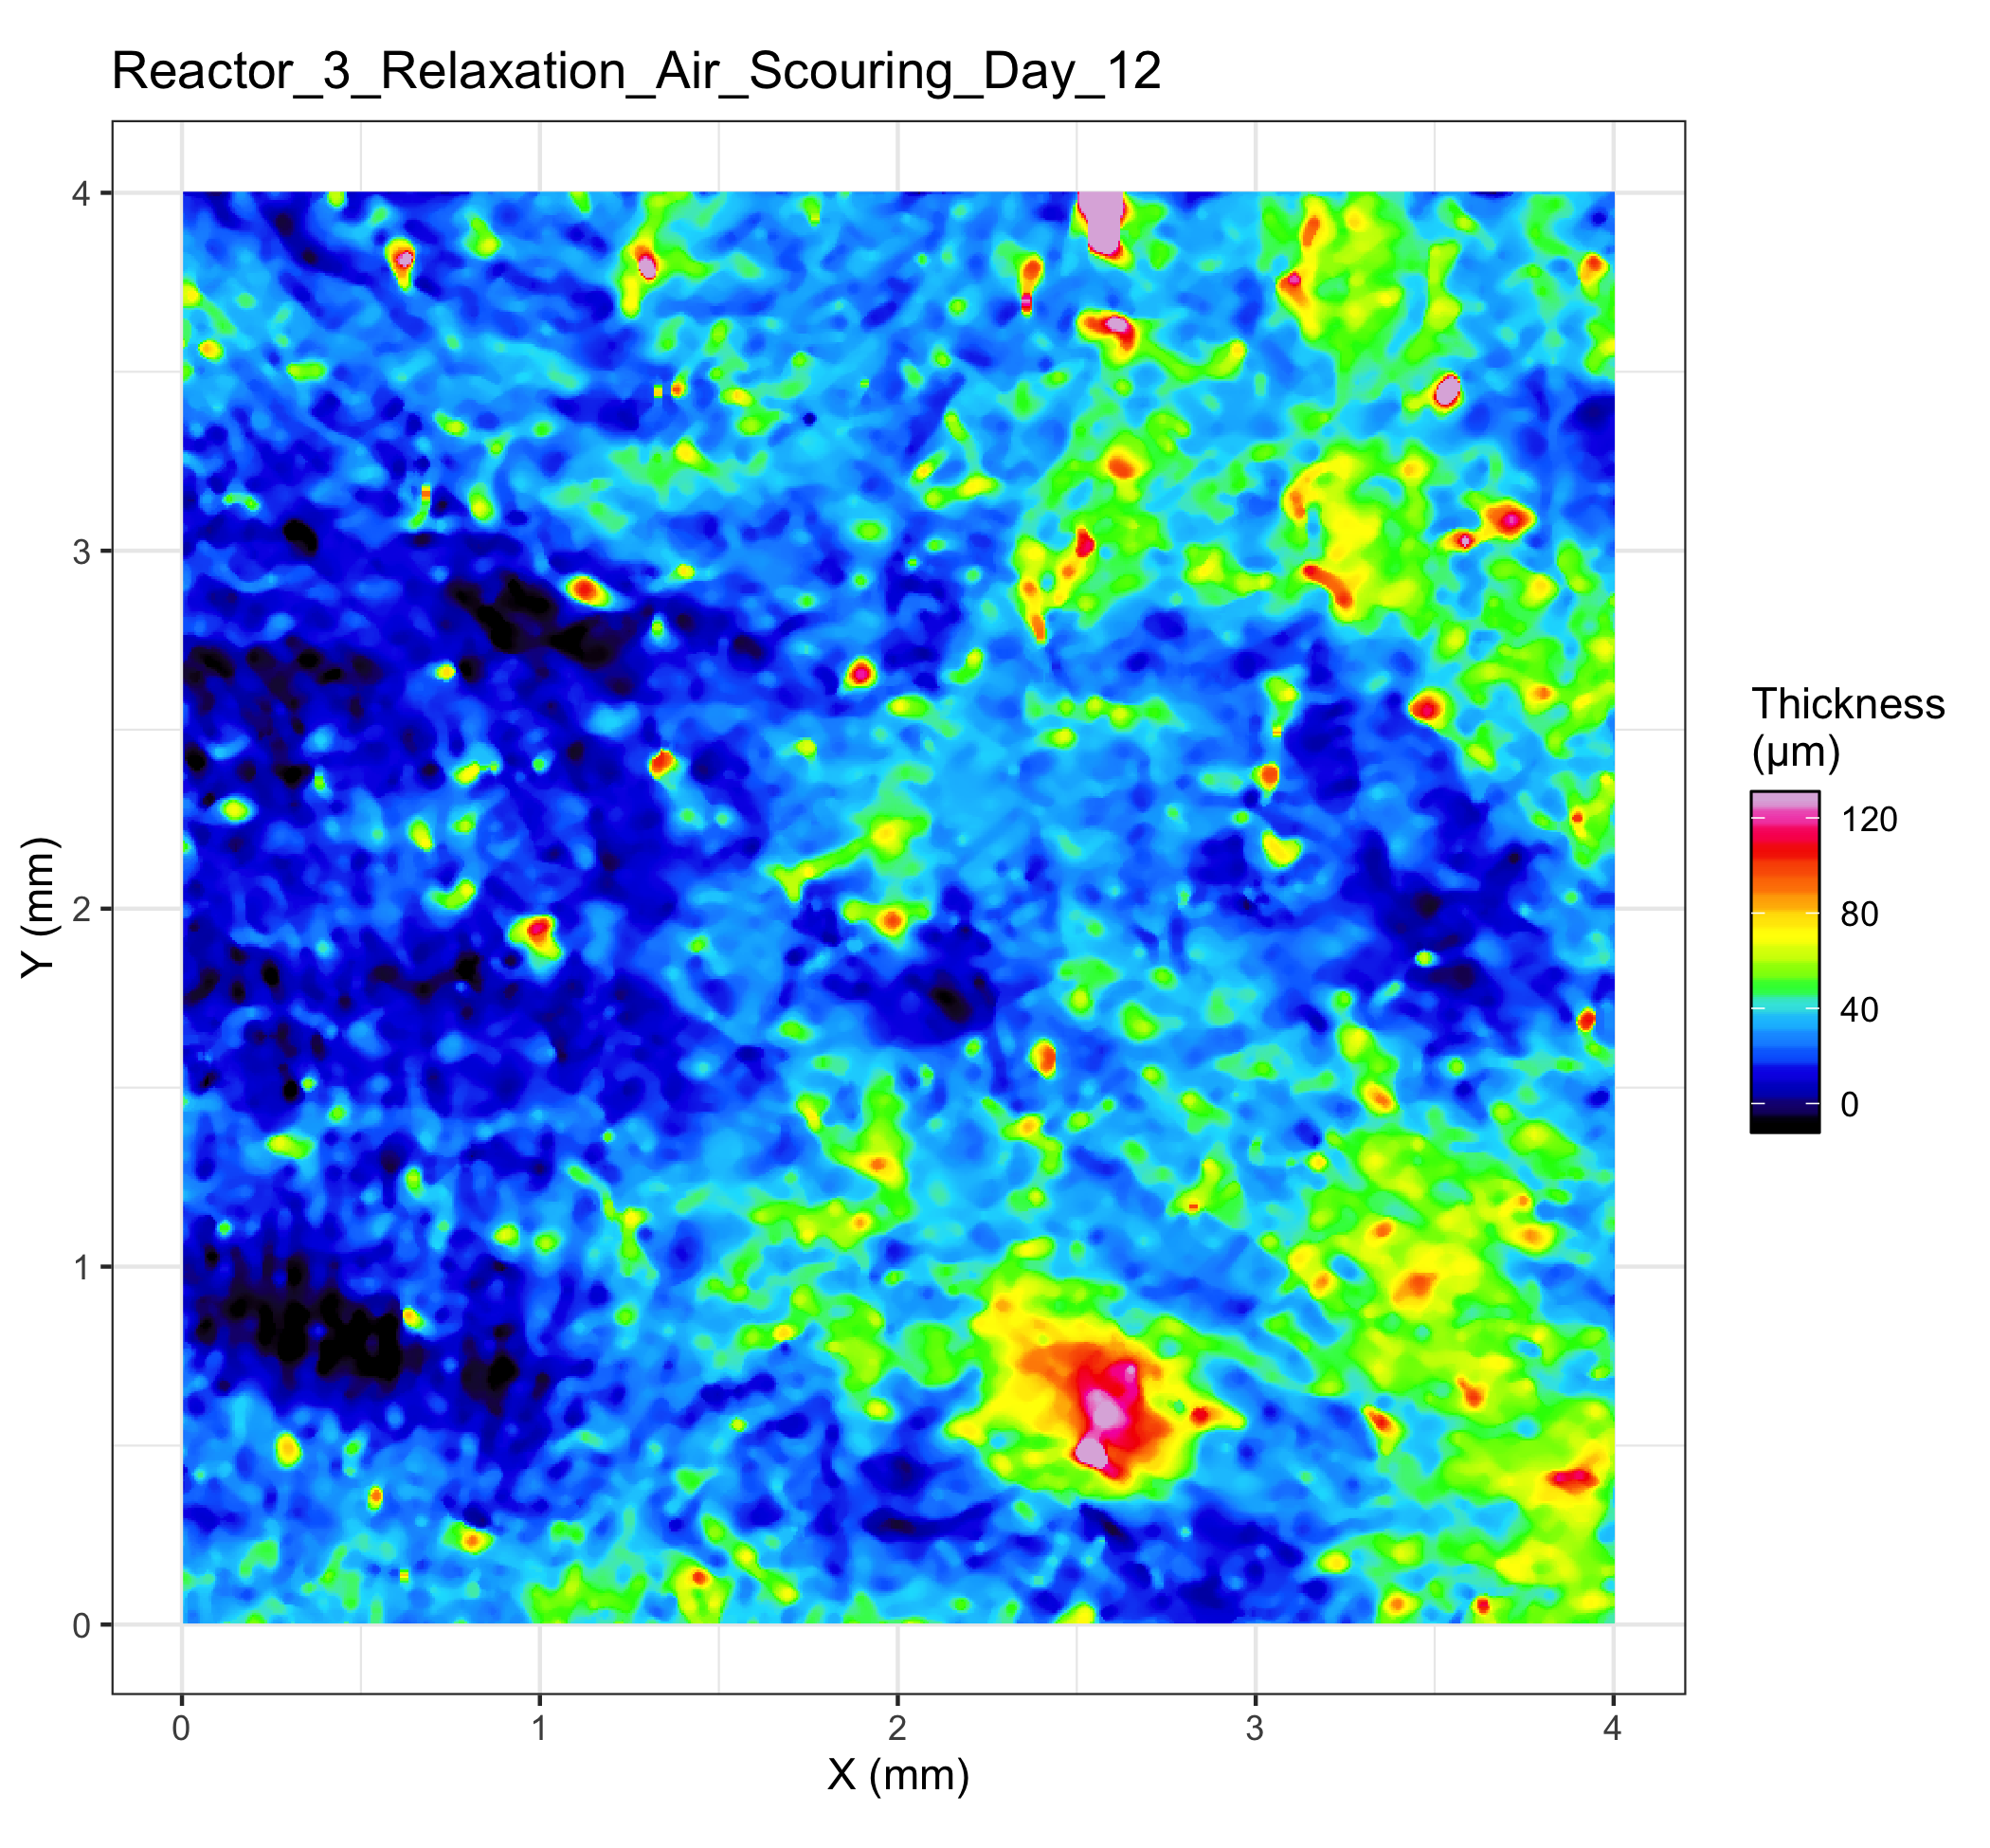 Reactor_3_Relaxation_Air_Scouring_Day_12
4
3
2
1
0
Y (mm)
0 1 2 3 4
X (mm)
Thickness
(μm)
120
80
40
0